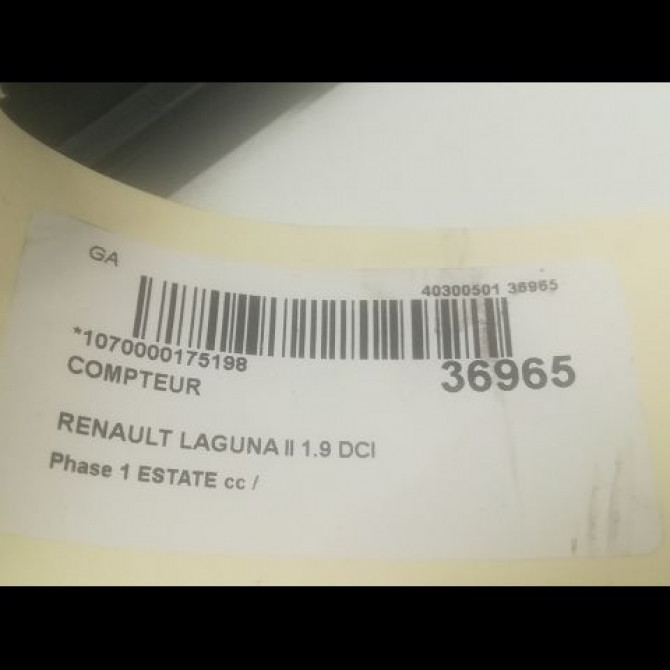 GA
40300501 36965
*1070000175198
COMPTEUR
36965
RENAULT LAGUNA II 1.9 DCI
Phase 1 ESTATE cc /